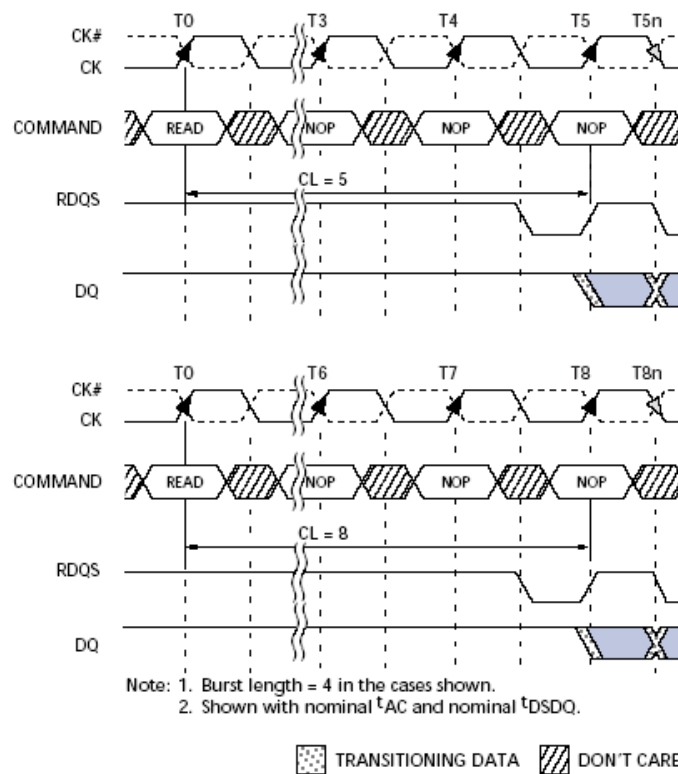 T0 T3 T4 T5 T5n
CK#
CK
COMMAND READ NOP NOP NOP
CL = 5
RDQS
DQ
T0 T6 T7 T8 T8n
CK#
CK
COMMAND READ NOP NOP NOP
CL = 8
RDQS
DQ
Note: 1. Burst length = 4 in the cases shown.
2. Shown with nominal tAC and nominal tDSDQ.
TRANSITIONING DATA DON'T CARE